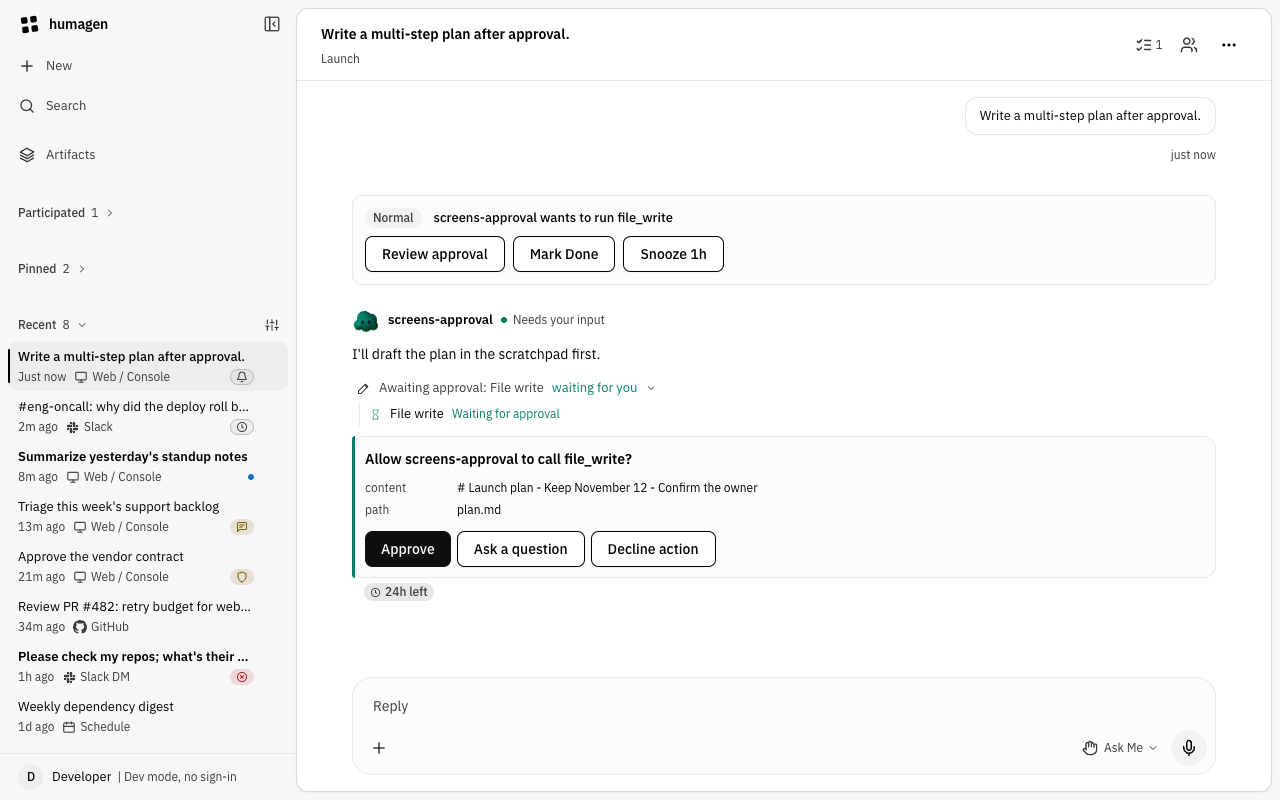 humagen
New
Search
Artifacts
Participated 1
Pinned 2
Recent 8
Write a multi-step plan after approval.
Just now Web / Console
#eng-oncall: why did the deploy roll b...
2m ago Slack
Summarize yesterday's standup notes
8m ago Web / Console
Triage this week's support backlog
13m ago Web / Console
Approve the vendor contract
21m ago Web / Console
Review PR #482: retry budget for web...
34m ago GitHub
Please check my repos; what's their ...
1h ago Slack DM
Weekly dependency digest
1d ago Schedule
D Developer | Dev mode, no sign-in
Write a multi-step plan after approval.
Launch
1
Write a multi-step plan after approval.
just now
Normal screens-approval wants to run file_write
Review approval Mark Done Snooze 1h
screens-approval Needs your input
I'll draft the plan in the scratchpad first.
Awaiting approval: File write waiting for you
File write Waiting for approval
Allow screens-approval to call file_write?
content # Launch plan - Keep November 12 - Confirm the owner
path plan.md
Approve Ask a question Decline action
24h left
Reply
Ask Me